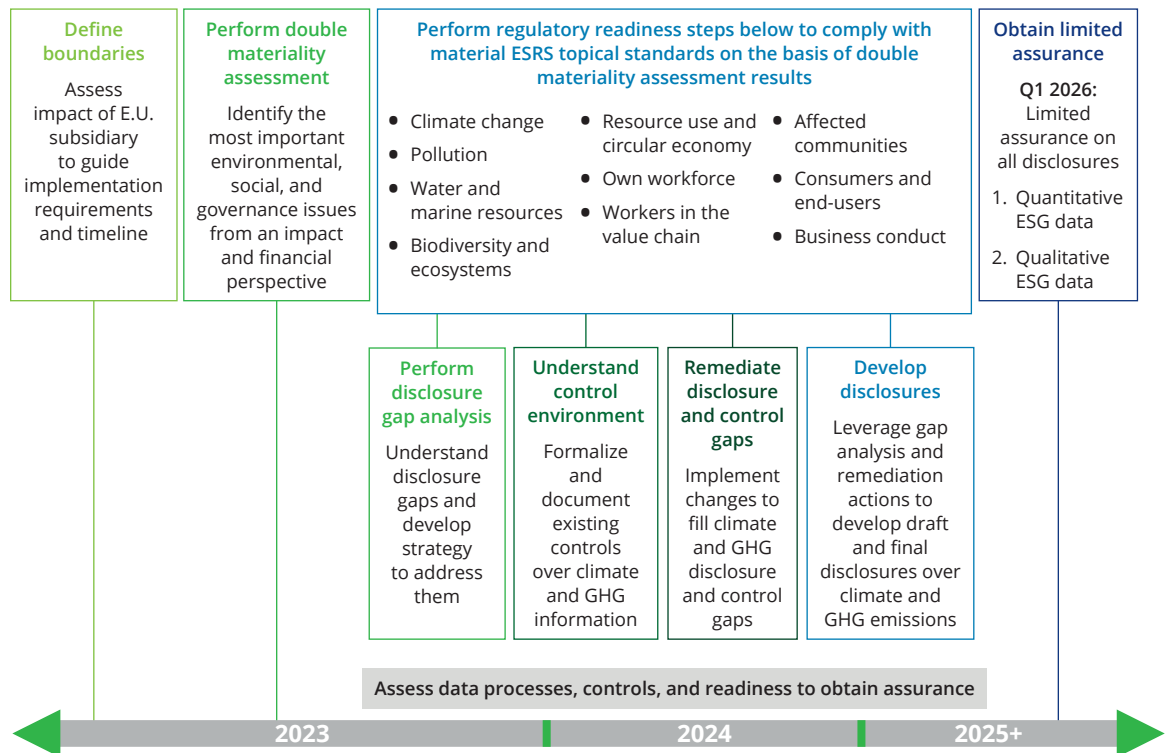 Define
boundaries
Assess
impact of E.U.
subsidiary
to guide
implementation
requirements
and timeline
Perform double
materiality
assessment
Identify the
most important
environmental,
social, and
governance issues
from an impact
and financial
perspective
Perform regulatory readiness steps below to comply with
material ESRS topical standards on the basis of double
materiality assessment results
• Climate change
• Pollution
• Water and
marine resources
• Biodiversity and
ecosystems
• Resource use and
circular economy
• Own workforce
• Workers in the
value chain
• Affected
communities
• Consumers and
end-users
• Business conduct
Obtain limited
assurance
Q1 2026:
Limited
assurance on
all disclosures
1. Quantitative
ESG data
2. Qualitative
ESG data
Perform
disclosure
gap analysis
Understand
disclosure
gaps and
develop
strategy
to address
them
Understand
control
environment
Formalize
and
document
existing
controls
over climate
and GHG
information
Remediate
disclosure
and control
gaps
Implement
changes to
fill climate
and GHG
disclosure
and control
gaps
Develop
disclosures
Leverage gap
analysis and
remediation
actions to
develop draft
and final
disclosures over
climate and
GHG emissions
Assess data processes, controls, and readiness to obtain assurance
2023
2024
2025+